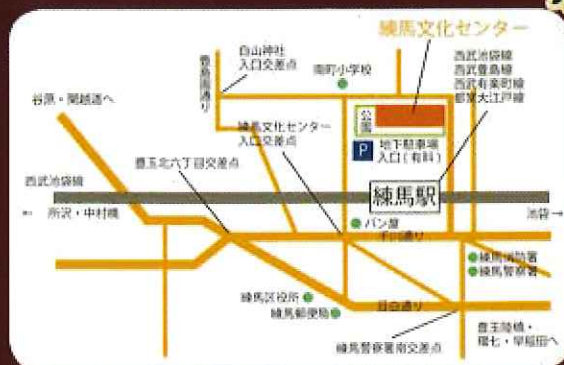 練馬文化センター
白山神社
入口交差点
南町小学校
西武池袋線
西武豊島線
西武有楽町線
都営大江戸線
豊島園通り
谷原・関越道へ
公園
練馬文化センター
入口交差点
P
地下駐車場
入口(有料)
豊玉北六丁目交差点
西武池袋線
練馬駅
← 所沢・中村橋
池袋→
パン屋
千川通り
練馬消防署
練馬警察署
練馬区役所
練馬郵便局
目白通り
豊玉陸橋・
環七・早稲田へ
練馬警察署南交差点